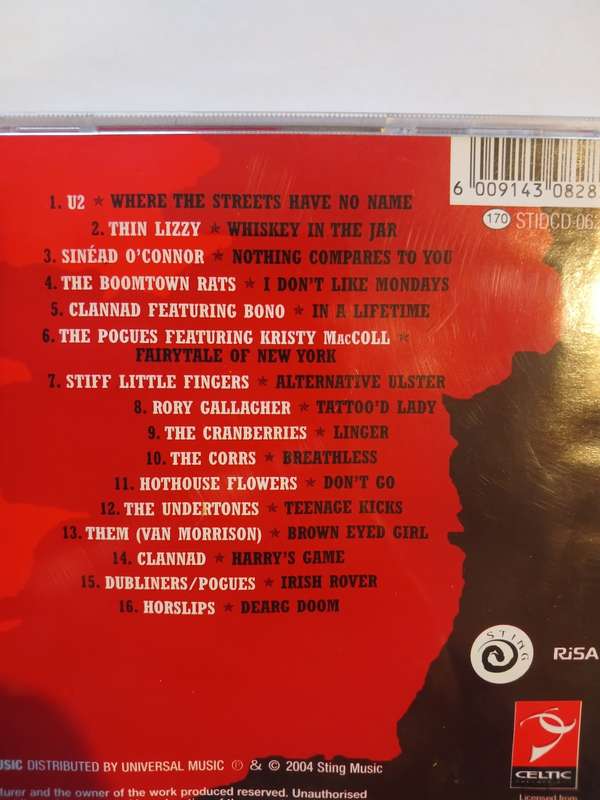 6 009143 0828
170 STIDCD 06
1. U2 ★ WHERE THE STREETS HAVE NO NAME
2. THIN LIZZY ★ WHISKEY IN THE JAR
3. SINÉAD O'CONNOR ★ NOTHING COMPARES TO YOU
4. THE BOOMTOWN RATS ★ I DON'T LIKE MONDAYS
5. CLANNAD FEATURING BONO ★ IN A LIFETIME
6. THE POGUES FEATURING KRISTY MacCOLL ★
FAIRYTALE OF NEW YORK
7. STIFF LITTLE FINGERS ★ ALTERNATIVE ULSTER
8. RORY GALLAGHER ★ TATTOO'D LADY
9. THE CRANBERRIES ★ LINGER
10. THE CORRS ★ BREATHLESS
11. HOTHOUSE FLOWERS ★ DON'T GO
12. THE UNDERTONES ★ TEENAGE KICKS
13. THEM (VAN MORRISON) ★ BROWN EYED GIRL
14. CLANNAD ★ HARRY'S GAME
15. DUBLINERS/POGUES ★ IRISH ROVER
16. HORSLIPS ★ DEARG DOOM
STING
RiSA
CELTIC
Licensed from
USIC DISTRIBUTED BY UNIVERSAL MUSIC ℗ & © 2004 Sting Music
turer and the owner of the work produced reserved. Unauthorised